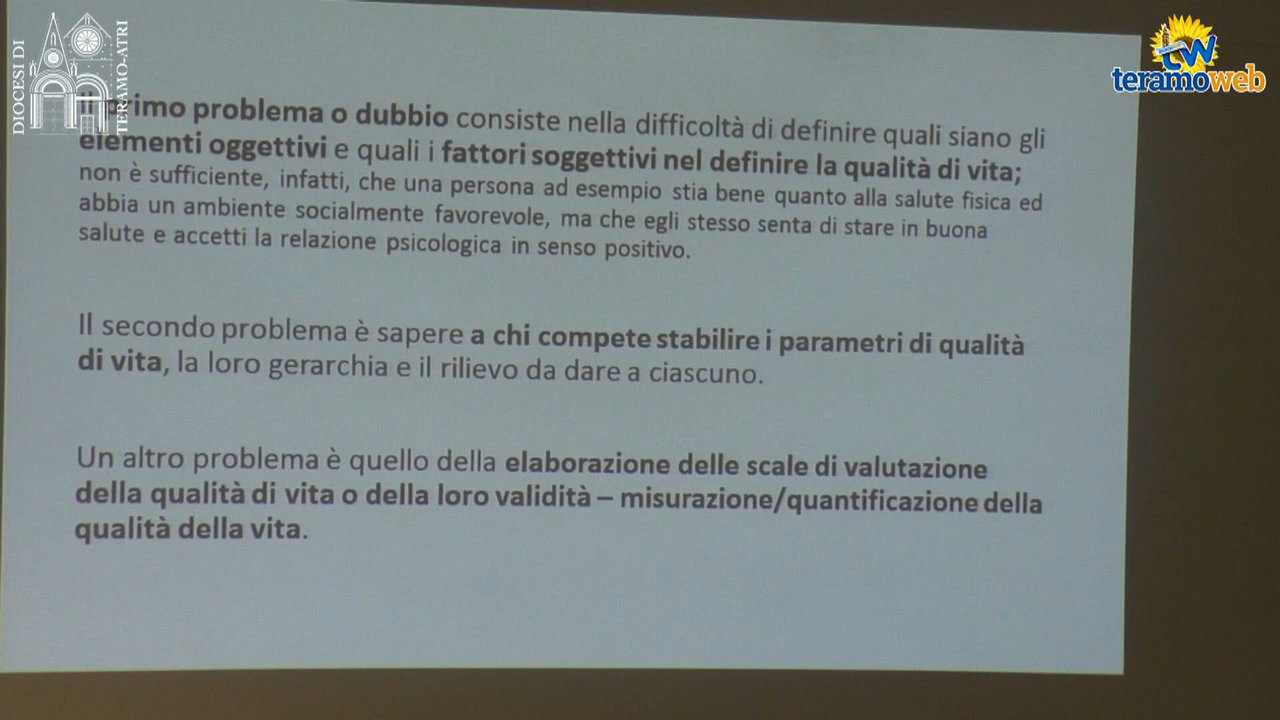 DIOCESI DI
TERAMO-ATRI
tw
teramoweb
Il primo problema o dubbio consiste nella difficoltà di definire quali siano gli
elementi oggettivi e quali i fattori soggettivi nel definire la qualità di vita;
non è sufficiente, infatti, che una persona ad esempio stia bene quanto alla salute fisica ed
abbia un ambiente socialmente favorevole, ma che egli stesso senta di stare in buona
salute e accetti la relazione psicologica in senso positivo.
Il secondo problema è sapere a chi compete stabilire i parametri di qualità
di vita, la loro gerarchia e il rilievo da dare a ciascuno.
Un altro problema è quello della elaborazione delle scale di valutazione
della qualità di vita o della loro validità – misurazione/quantificazione della
qualità della vita.